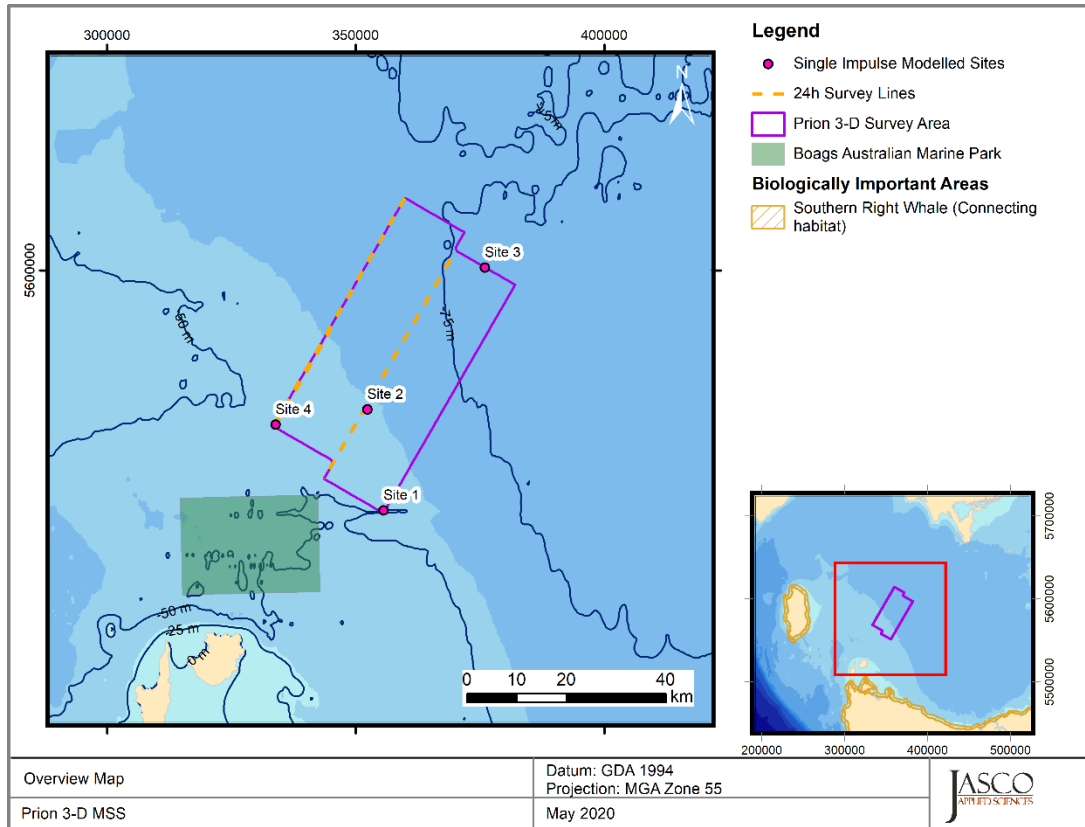 300000
350000
400000
5600000
N
-75 m
Site 3
-50 m
-75 m
Site 2
Site 4
Site 1
-50 m
-25 m
0 m
0 10 20 40
km
Legend
Single Impulse Modelled Sites
24h Survey Lines
Prion 3-D Survey Area
Boags Australian Marine Park
Biologically Important Areas
Southern Right Whale (Connecting
habitat)
5700000
5600000
5500000
200000 300000 400000 500000
Overview Map
Datum: GDA 1994
Projection: MGA Zone 55
Prion 3-D MSS
May 2020
JASCO
APPLIED SCIENCES